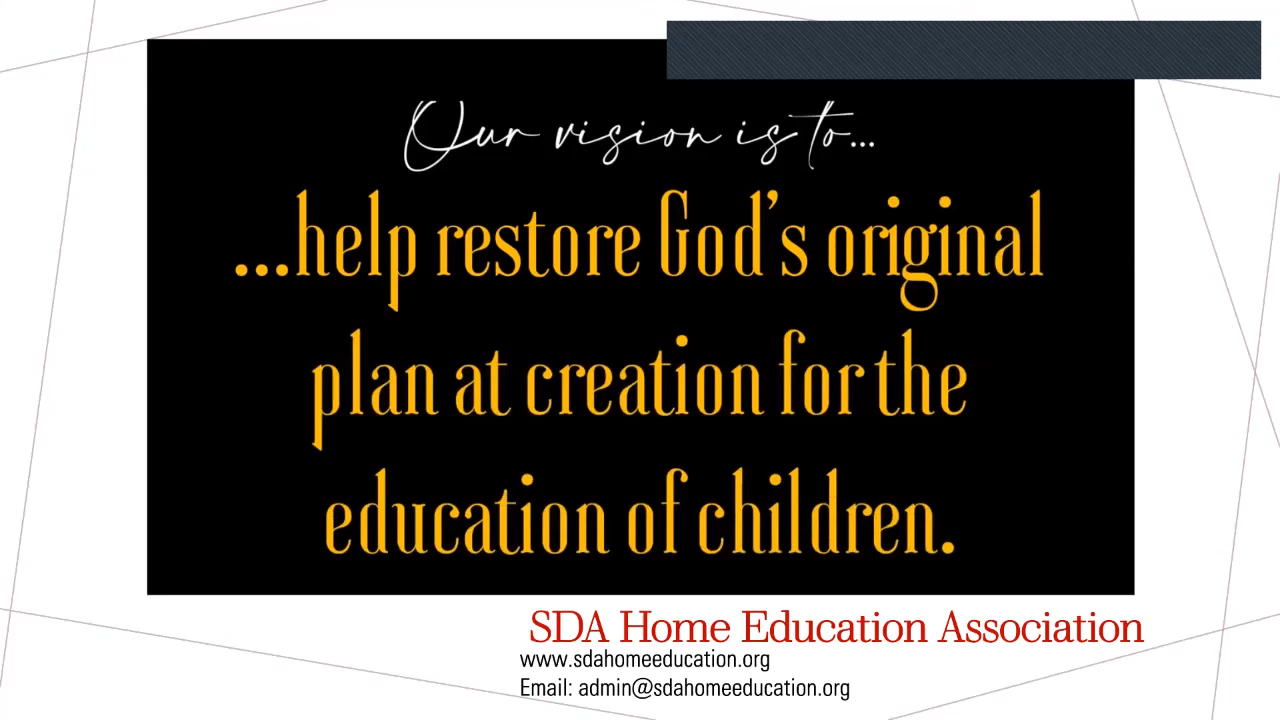 Our vision is to...
...help restore God's original
plan at creation for the
education of children.
SDA Home Education Association
www.sdahomeeducation.org
Email: admin@sdahomeeducation.org